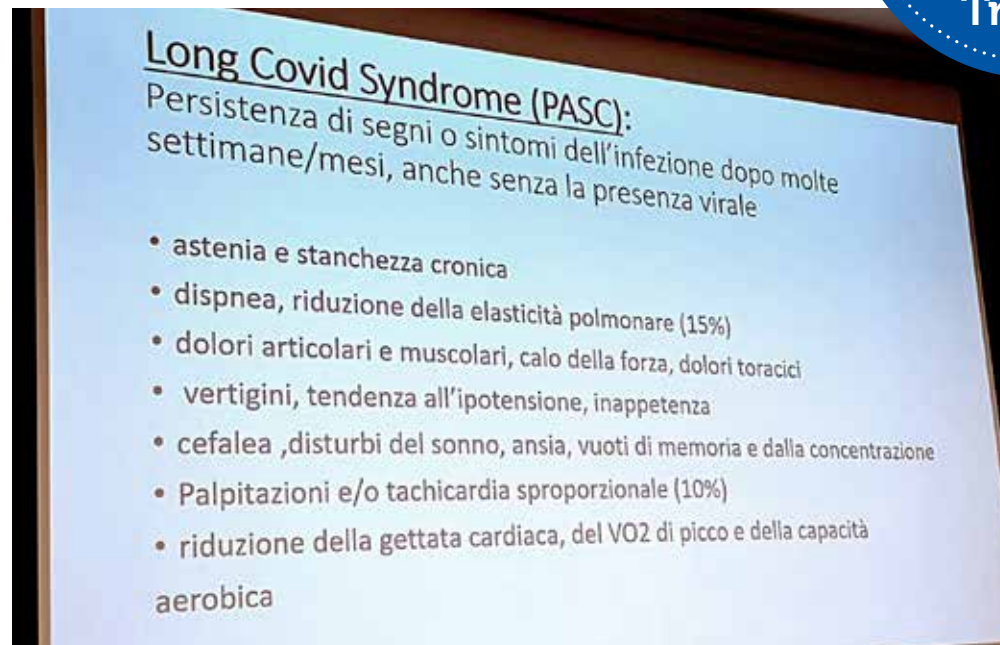 Long Covid Syndrome (PASC):
Persistenza di segni o sintomi dell'infezione dopo molte
settimane/mesi, anche senza la presenza virale
• astenia e stanchezza cronica
• dispnea, riduzione della elasticità polmonare (15%)
• dolori articolari e muscolari, calo della forza, dolori toracici
• vertigini, tendenza all'ipotensione, inappetenza
• cefalea ,disturbi del sonno, ansia, vuoti di memoria e dalla concentrazione
• Palpitazioni e/o tachicardia sproporzionale (10%)
• riduzione della gettata cardiaca, del VO2 di picco e della capacità
aerobica